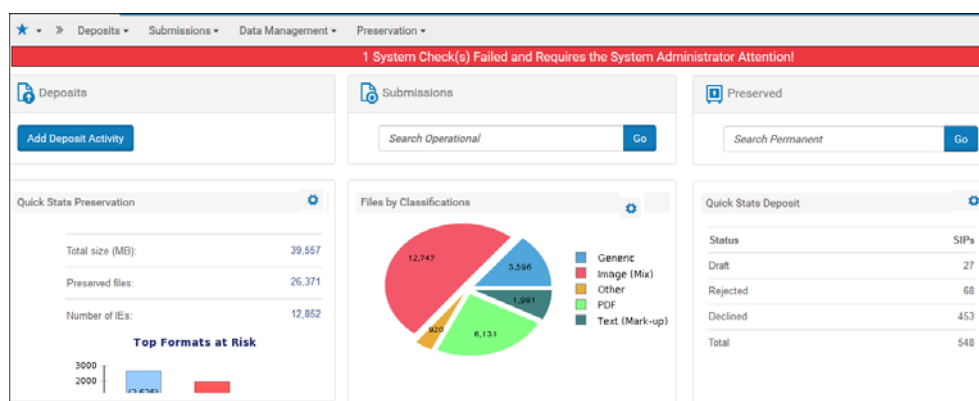 Deposits Submissions Data Management Preservation
1 System Check(s) Failed and Requires the System Administrator Attention!
Deposits
Add Deposit Activity
Submissions
Search Operational Go
Preserved
Search Permanent Go
Quick Stats Preservation
Total size (MB): 39,557
Preserved files: 26,371
Number of IEs: 12,852
Top Formats at Risk
3000
2000
Files by Classifications
12,747
3,596
1,991
6,131
920
Generic
Image (Mix)
Other
PDF
Text (Mark-up)
Quick Stats Deposit
Status SIPs
Draft 27
Rejected 68
Declined 453
Total 548